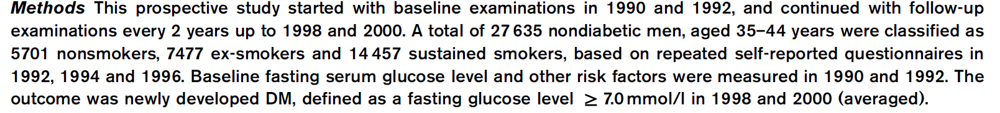 Methods This prospective study started with baseline examinations in 1990 and 1992, and continued with follow-up
examinations every 2 years up to 1998 and 2000. A total of 27 635 nondiabetic men, aged 35–44 years were classified as
5701 nonsmokers, 7477 ex-smokers and 14 457 sustained smokers, based on repeated self-reported questionnaires in
1992, 1994 and 1996. Baseline fasting serum glucose level and other risk factors were measured in 1990 and 1992. The
outcome was newly developed DM, defined as a fasting glucose level ≥ 7.0 mmol/l in 1998 and 2000 (averaged).